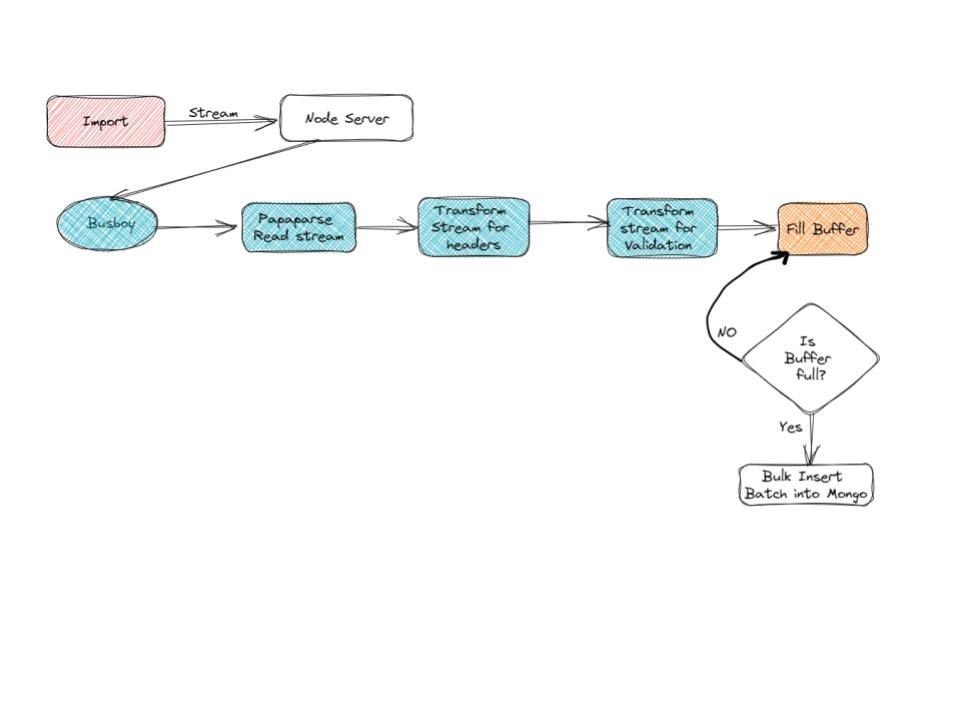 Import
Stream
Node Server
Busboy
Papaparse
Read stream
Transform
Stream for
headers
Transform
stream for
Validation
Fill Buffer
NO
Is
Buffer
full?
Yes
Bulk Insert
Batch into Mongo